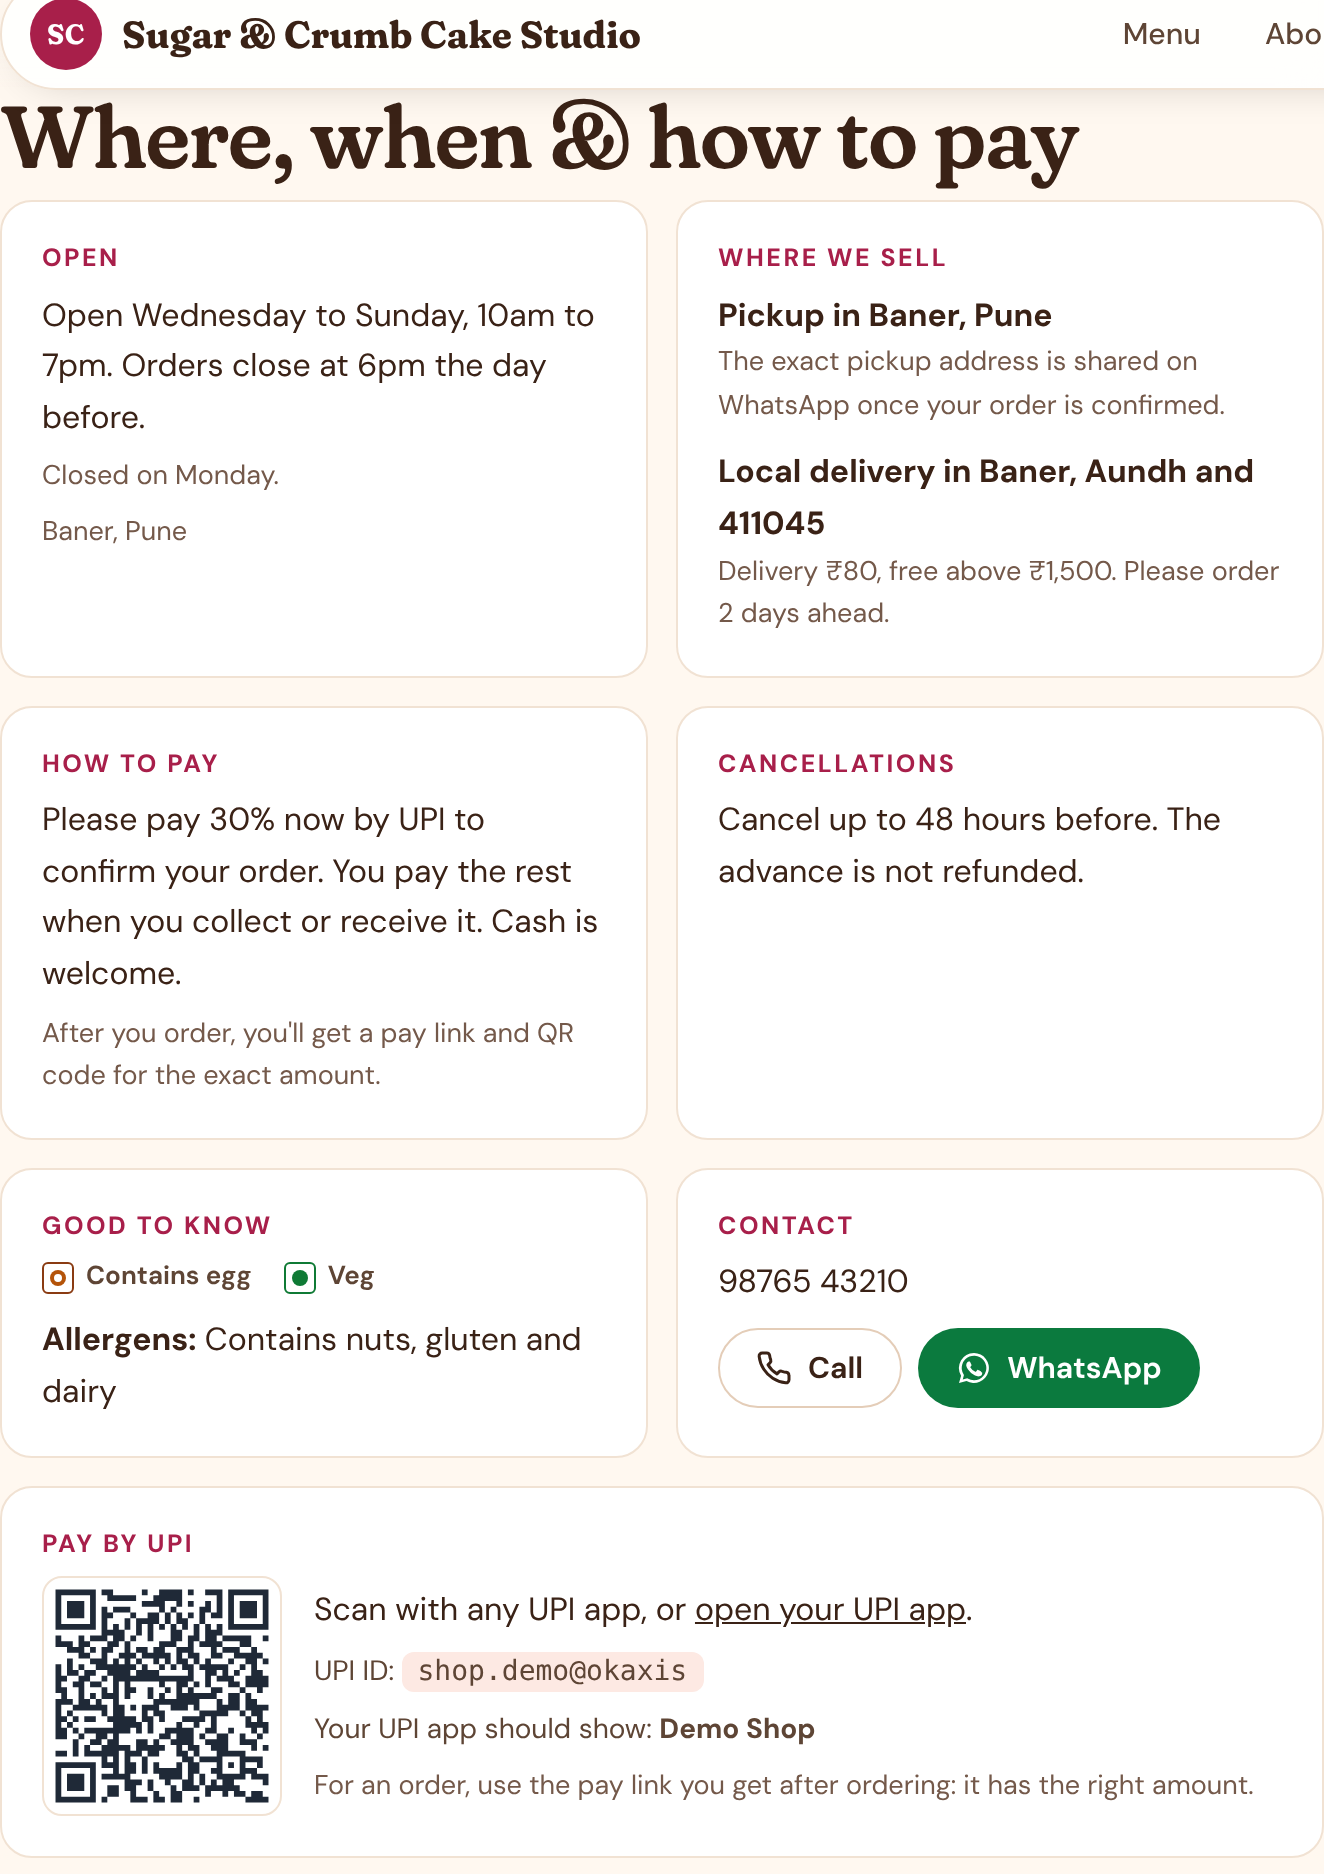 SC
Sugar & Crumb Cake Studio
Menu
Abo
Where, when & how to pay
OPEN
Open Wednesday to Sunday, 10am to
7pm. Orders close at 6pm the day
before.
Closed on Monday.
Baner, Pune
WHERE WE SELL
Pickup in Baner, Pune
The exact pickup address is shared on
WhatsApp once your order is confirmed.
Local delivery in Baner, Aundh and
411045
Delivery ₹80, free above ₹1,500. Please order
2 days ahead.
HOW TO PAY
Please pay 30% now by UPI to
confirm your order. You pay the rest
when you collect or receive it. Cash is
welcome.
After you order, you'll get a pay link and QR
code for the exact amount.
CANCELLATIONS
Cancel up to 48 hours before. The
advance is not refunded.
GOOD TO KNOW
Contains egg
Veg
Allergens: Contains nuts, gluten and
dairy
CONTACT
98765 43210
Call
WhatsApp
PAY BY UPI
Scan with any UPI app, or open your UPI app.
UPI ID: shop.demo@okaxis
Your UPI app should show: Demo Shop
For an order, use the pay link you get after ordering: it has the right amount.